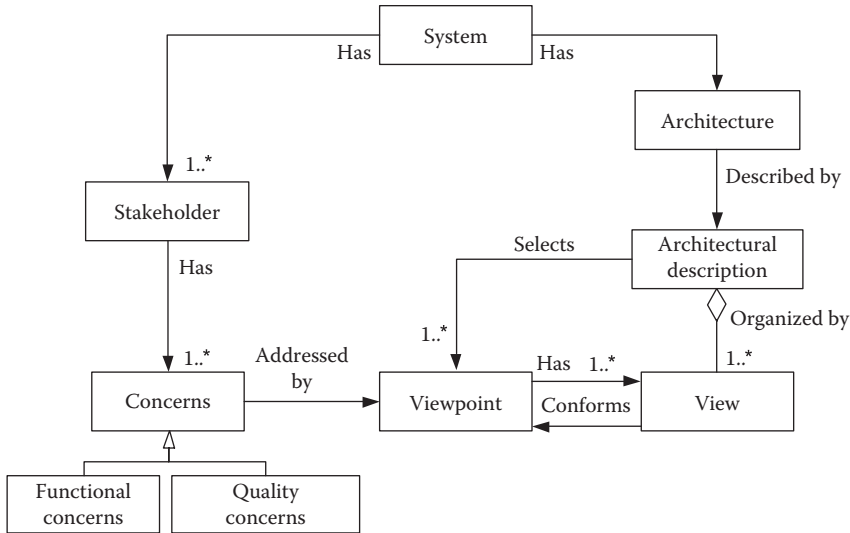 System
Has
Has
Architecture
1..*
Described by
Stakeholder
Has
Selects
Architectural
description
Organized by
1..*
1..*
Addressed
by
Has
1..*
1..*
Concerns
Viewpoint
Conforms
View
Functional
concerns
Quality
concerns